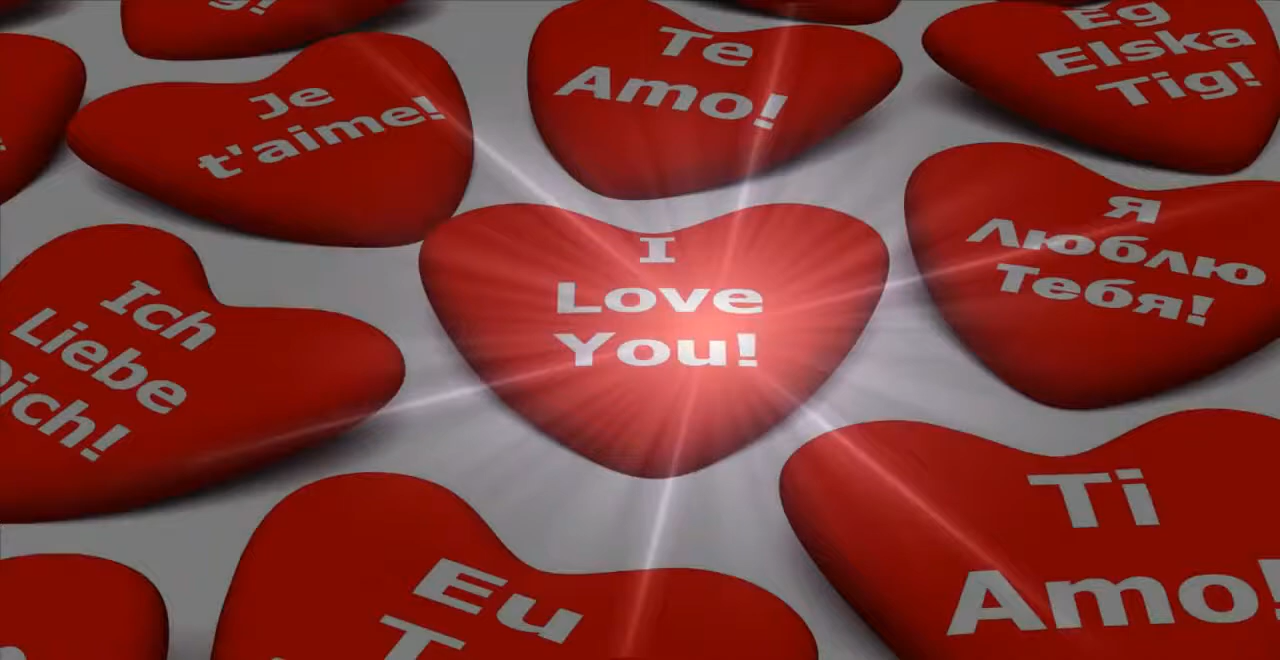 g!
Je
t'aime!
Te
Amo!
Eg
Elska
Tig!
I
Love
You!
Я
Люблю
Тебя!
Ich
Liebe
Dich!
Ti
Amo!
Eu
T